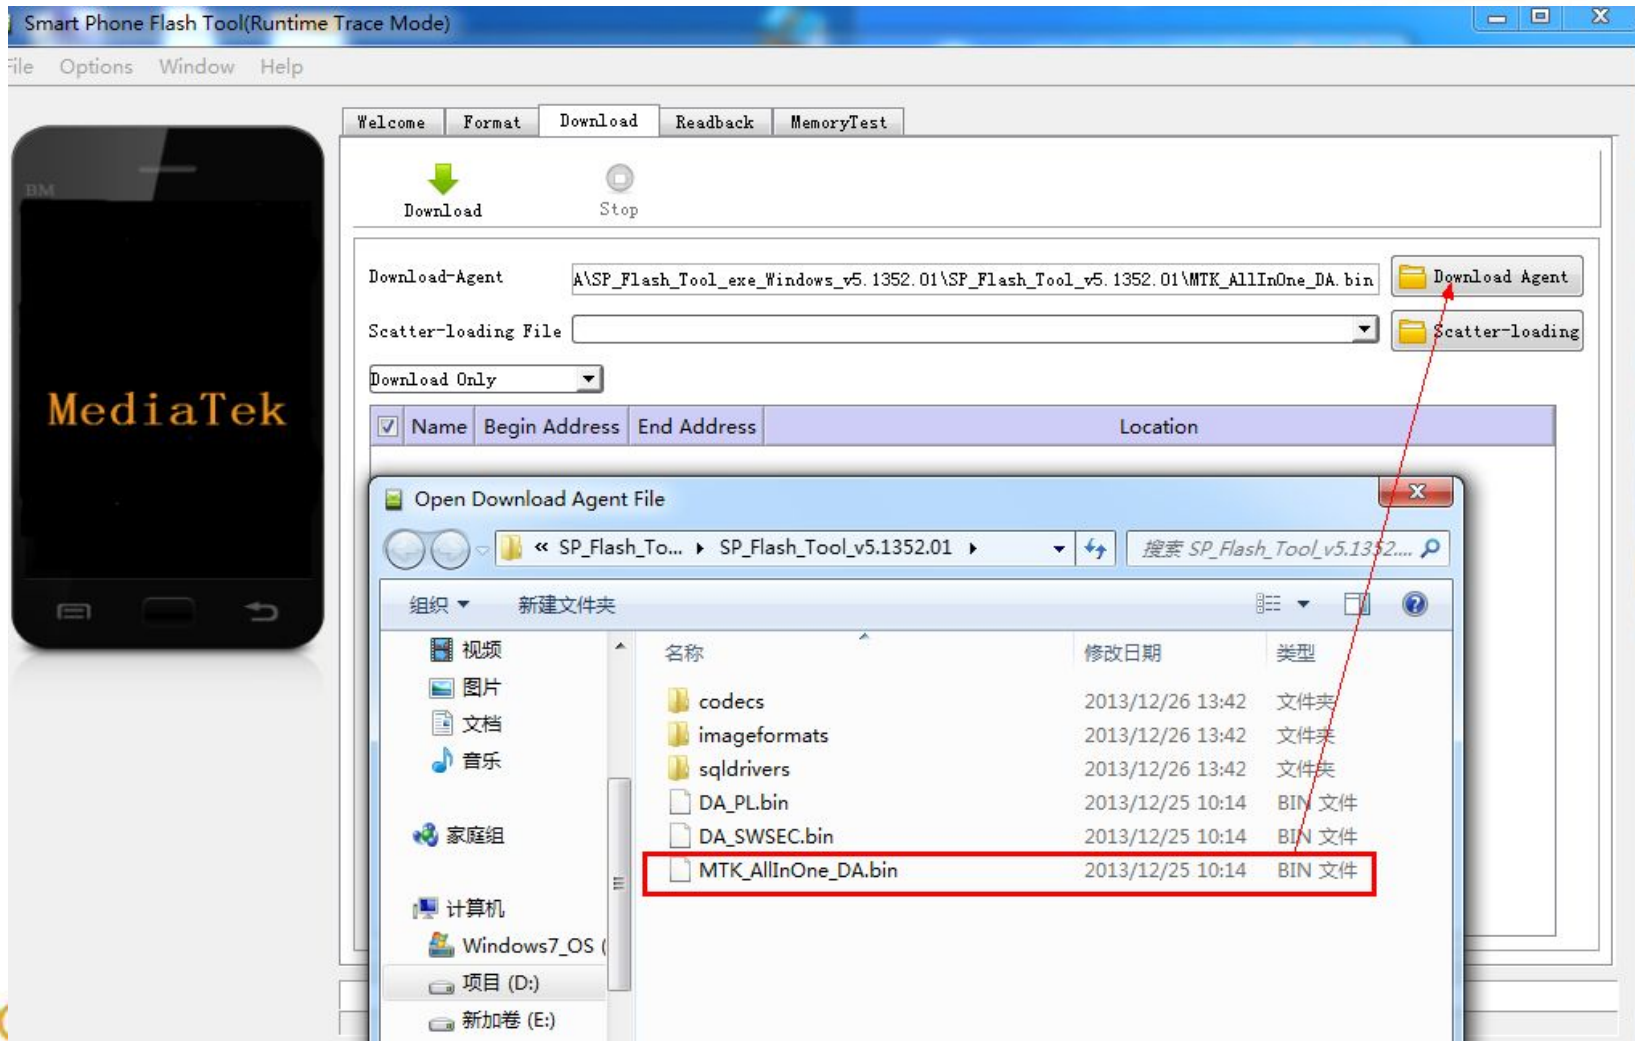 Smart Phone Flash Tool(Runtime Trace Mode)
File Options Window Help
Welcome Format Download Readback MemoryTest
BM
Download Stop
Download-Agent A\SP_Flash_Tool_exe_Windows_v5.1352.01\SP_Flash_Tool_v5.1352.01\MTK_AllInOne_DA.bin Download Agent
Scatter-loading File Scatter-loading
Download Only
MediaTek
Name Begin Address End Address Location
Open Download Agent File
« SP_Flash_To... SP_Flash_Tool_v5.1352.01 搜索 SP_Flash_Tool_v5.1352....
组织 新建文件夹
视频
图片
文档
音乐
家庭组
计算机
Windows7_OS (
项目 (D:)
新加卷 (E:)
名称 修改日期 类型
codecs 2013/12/26 13:42 文件夹
imageformats 2013/12/26 13:42 文件夹
sqldrivers 2013/12/26 13:42 文件夹
DA_PL.bin 2013/12/25 10:14 BIN 文件
DA_SWSEC.bin 2013/12/25 10:14 BIN 文件
MTK_AllInOne_DA.bin 2013/12/25 10:14 BIN 文件